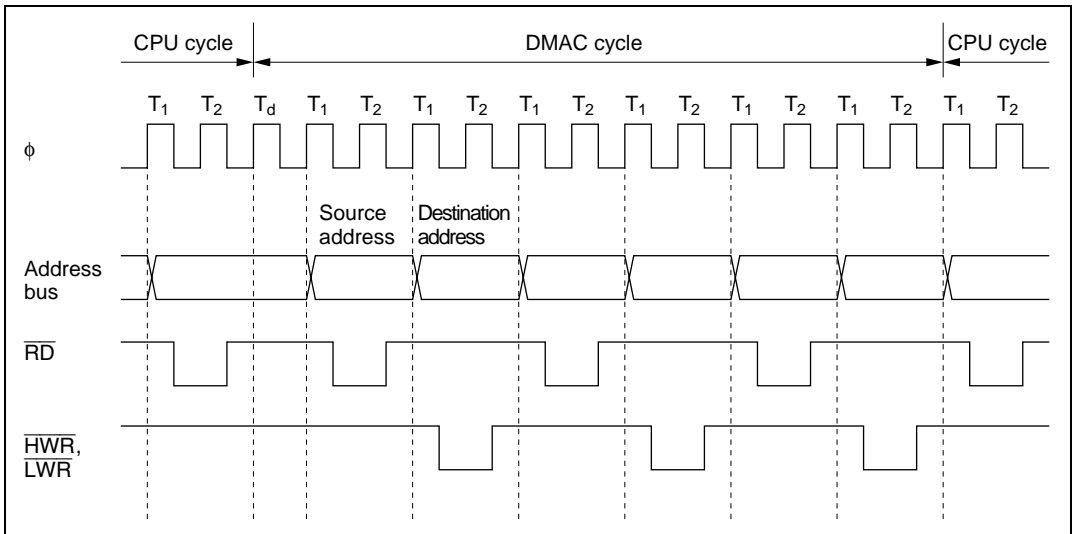 CPU cycle DMAC cycle CPU cycle
T1 T2 Td T1 T2 T1 T2 T1 T2 T1 T2 T1 T2 T1 T2 T1 T2
ϕ
Source address
Destination address
Address bus
RD
HWR,
LWR